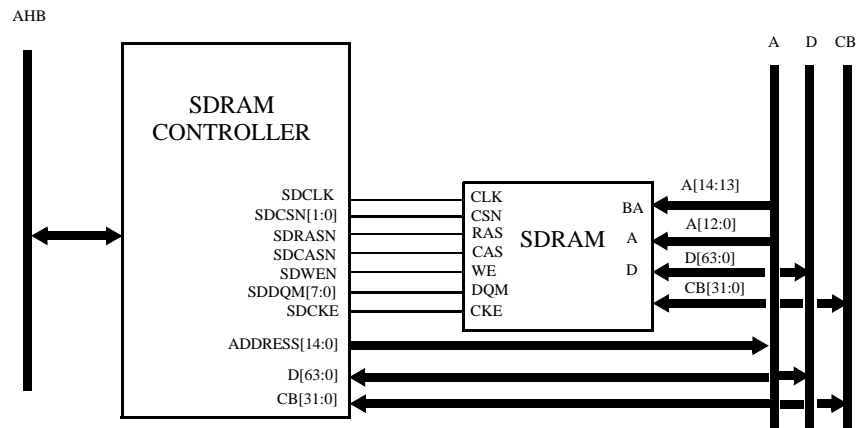 AHB
A D CB
SDRAM
CONTROLLER
SDCLK
SDCSN[1:0]
SDRASN
SDCASN
SDWEN
SDDQM[7:0]
SDCKE
ADDRESS[14:0]
D[63:0]
CB[31:0]
CLK
CSN
RAS
CAS
WE
DQM
CKE
SDRAM
BA
A
D
A[14:13]
A[12:0]
D[63:0]
CB[31:0]